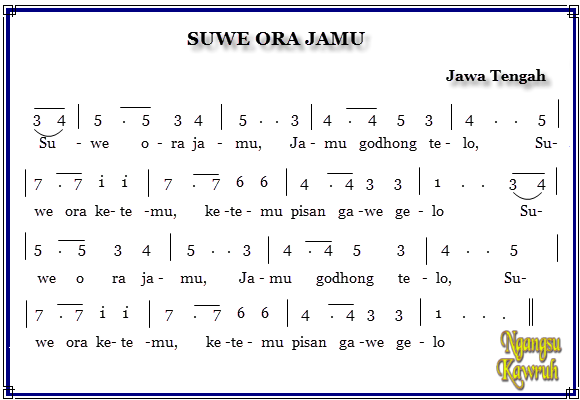 SUWE ORA JAMU
Jawa Tengah
3 4 | 5 . 5 3 4 | 5 . . 3 | 4 . 4 5 3 | 4 . . 5 |
Su - we o - ra ja - mu, Ja - mu godhong te - lo, Su-
| 7 . 7 i i | 7 . 7 6 6 | 4 . 4 3 3 | 1 . . 3 4 |
we ora ke- te -mu, ke -te - mu pisan ga -we ge - lo Su-
| 5 . 5 3 4 | 5 . . 3 | 4 . 4 5 3 | 4 . . 5 |
we o ra ja - mu, Ja - mu godhong te - lo, Su-
| 7 . 7 i i | 7 . 7 6 6 | 4 . 4 3 3 | 1 . . . ||
we ora ke- te -mu, ke -te - mu pisan ga -we ge - lo
Ngangsu
Kawruh